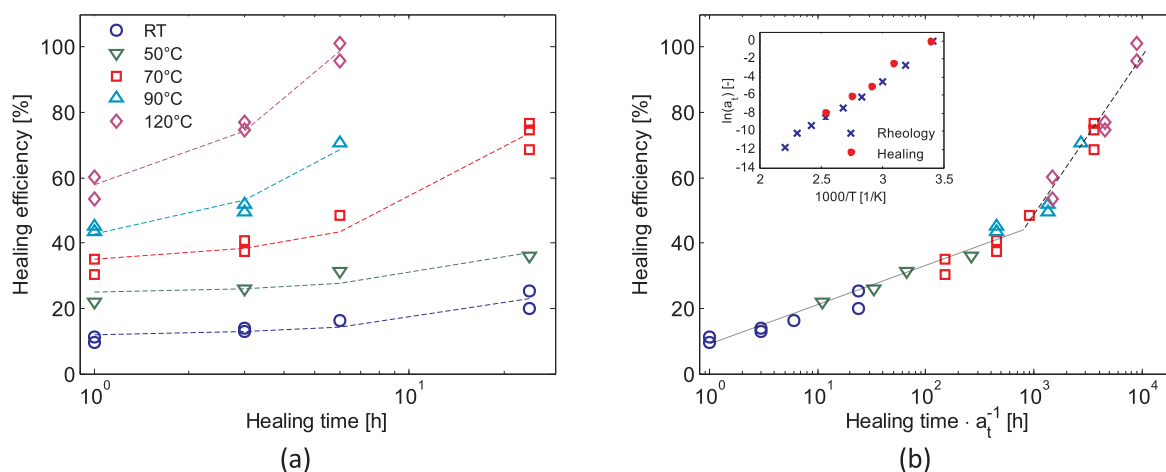 RT
50°C
70°C
90°C
120°C
100
80
60
40
20
0
Healing efficiency [%]
10^0
10^1
Healing time [h]
(a)
100
80
60
40
20
0
Healing efficiency [%]
10^0
10^1
10^2
10^3
10^4
Healing time · a_t^-1 [h]
0
-2
-4
-6
-8
-10
-12
-14
ln(a_t) [-]
2
2.5
3
3.5
1000/T [1/K]
Rheology
Healing
(b)